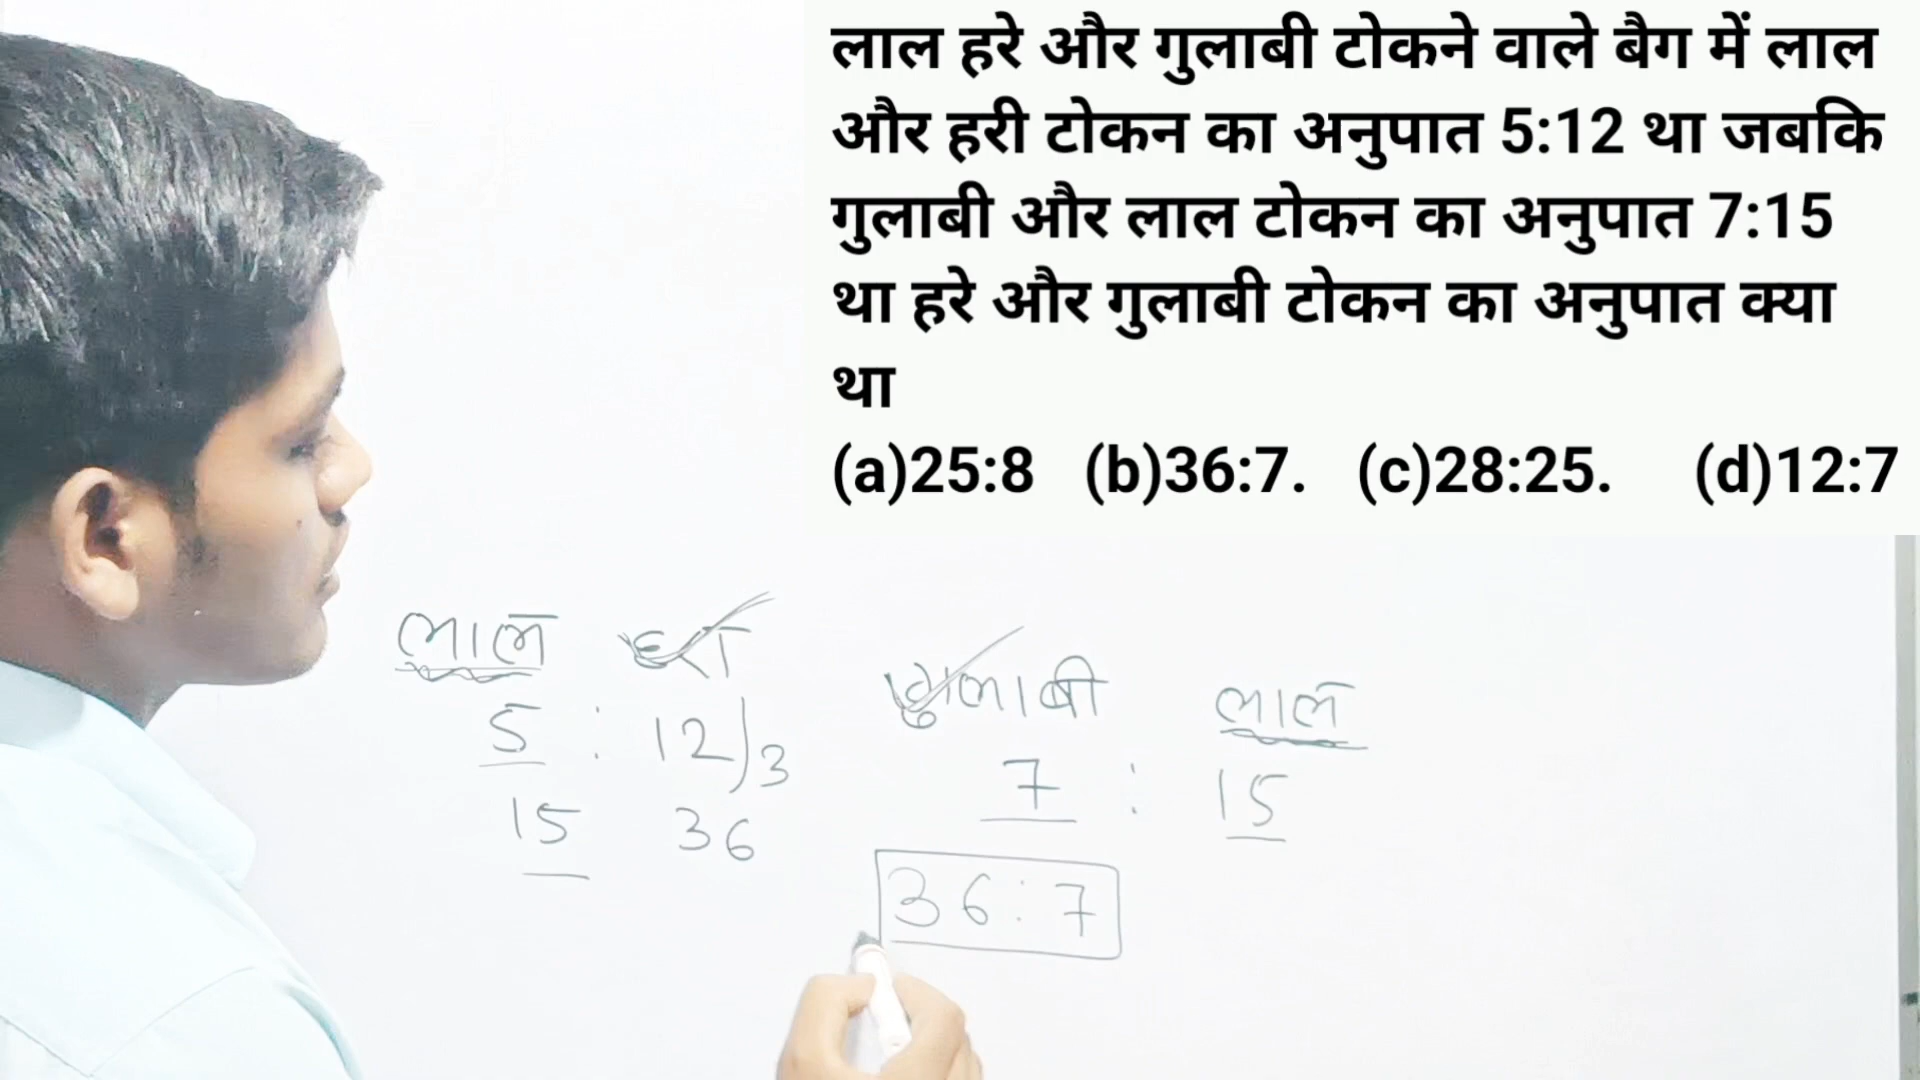 लाल हरे और गुलाबी टोकने वाले बैग में लाल
और हरी टोकन का अनुपात 5:12 था जबकि
गुलाबी और लाल टोकन का अनुपात 7:15
था हरे और गुलाबी टोकन का अनुपात क्या
था
(a)25:8 (b)36:7. (c)28:25. (d)12:7
लाल हरा
5 : 12)3
15 36
गुलाबी लाल
7 : 15
36:7